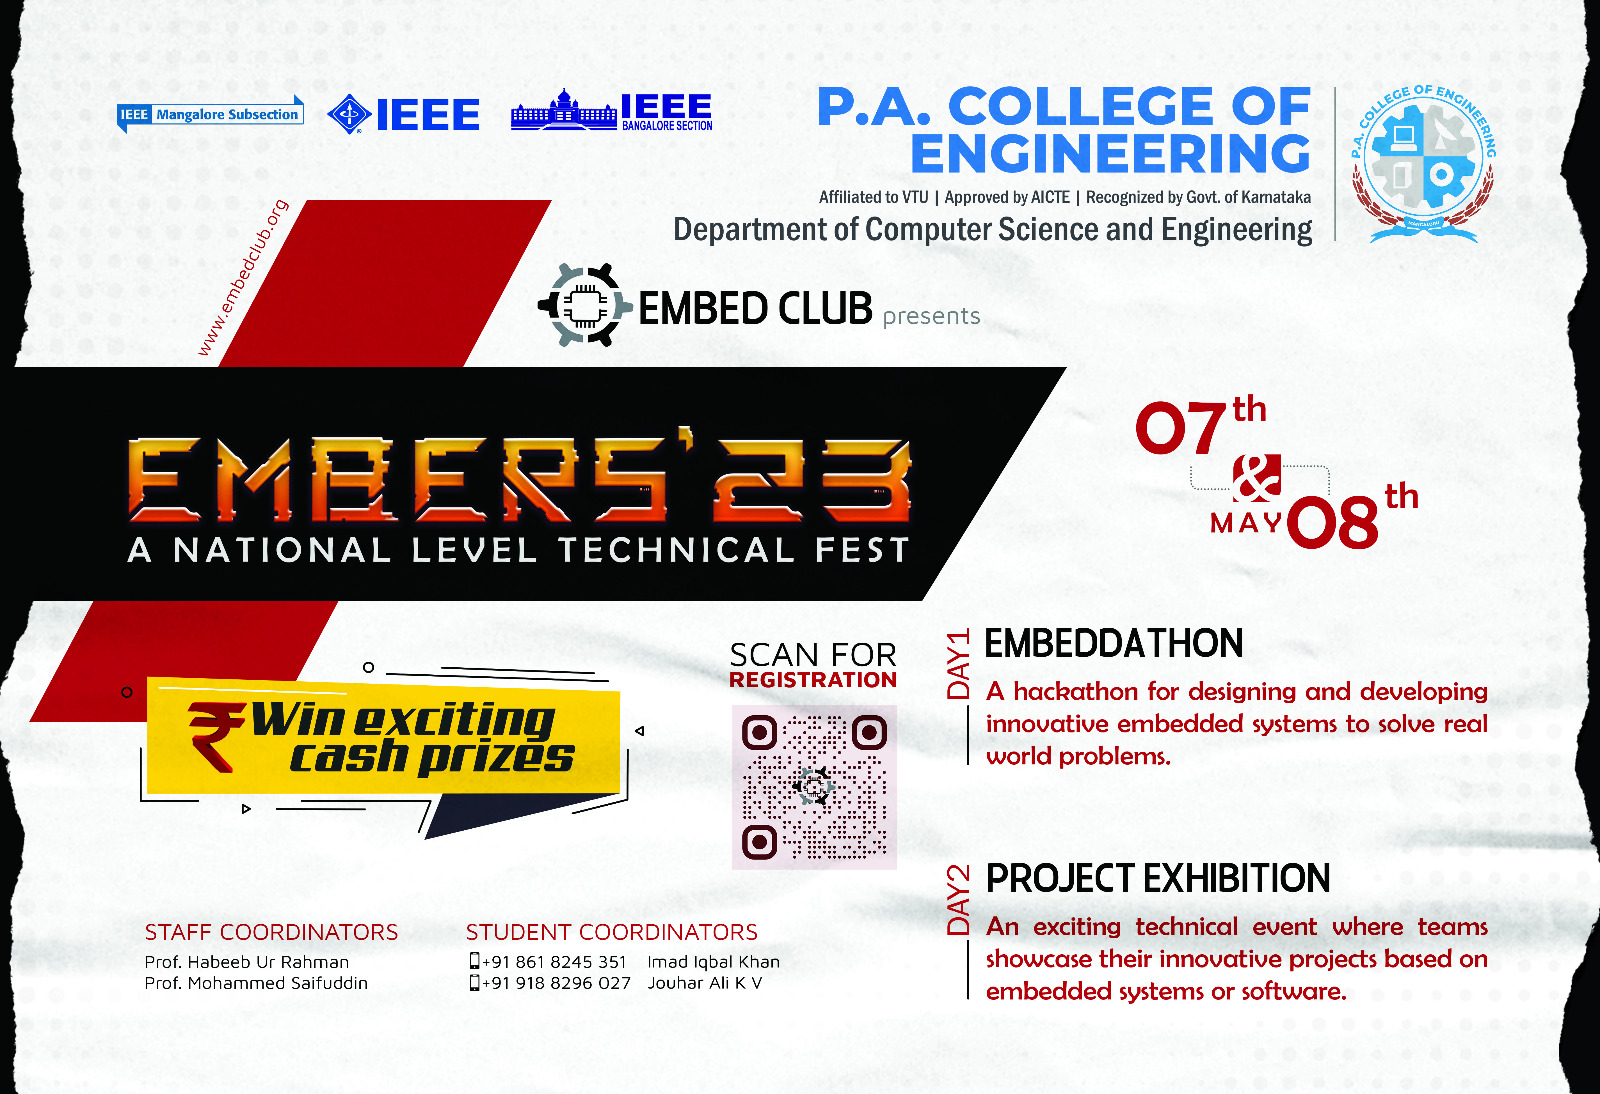 IEEE Mangalore Subsection
IEEE
IEEE
BANGALORE SECTION
P.A. COLLEGE OF
ENGINEERING
Affiliated to VTU | Approved by AICTE | Recognized by Govt. of Karnataka
Department of Computer Science and Engineering
P.A. COLLEGE OF ENGINEERING
MANGALURU
www.embedclub.org
EMBED CLUB presents
EMBERS'23
A NATIONAL LEVEL TECHNICAL FEST
07th
&
MAY 08th
Win exciting
cash prizes
₹
SCAN FOR
REGISTRATION
DAY1
EMBEDDATHON
A hackathon for designing and developing
innovative embedded systems to solve real
world problems.
DAY2
PROJECT EXHIBITION
An exciting technical event where teams
showcase their innovative projects based on
embedded systems or software.
STAFF COORDINATORS
Prof. Habeeb Ur Rahman
Prof. Mohammed Saifuddin
STUDENT COORDINATORS
+91 861 8245 351 Imad Iqbal Khan
+91 918 8296 027 Jouhar Ali K V